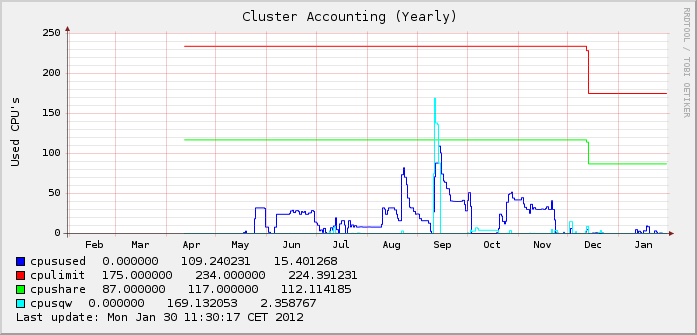 Cluster Accounting (Yearly)
RRDTOOL / TOBI OETIKER
Used CPU's
250
200
150
100
50
0
Feb Mar Apr May Jun Jul Aug Sep Oct Nov Dec Jan
cpusused 0.000000 109.240231 15.401268
cpulimit 175.000000 234.000000 224.391231
cpushare 87.000000 117.000000 112.114185
cpusqw 0.000000 169.132053 2.358767
Last update: Mon Jan 30 11:30:17 CET 2012